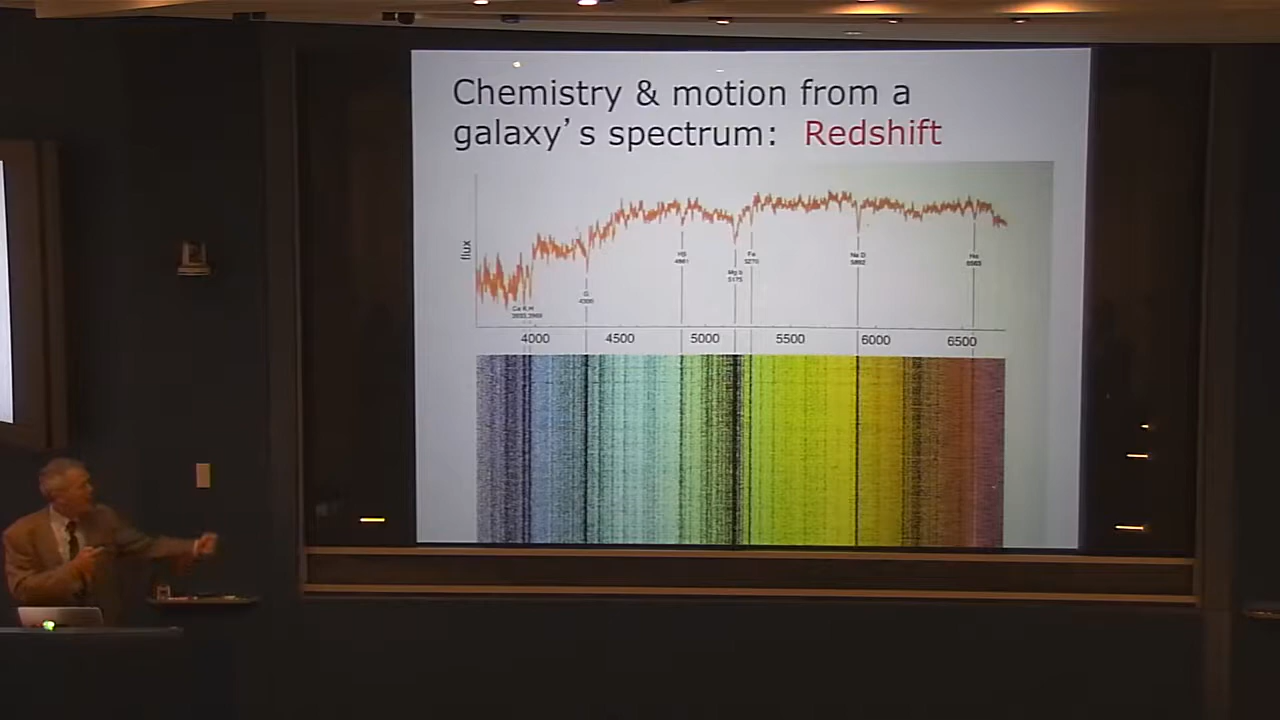 Chemistry & motion from a
galaxy's spectrum: Redshift
flux
Hβ
4861
Fe
5270
Na D
5892
Hα
6563
Mg b
5175
G
4300
Ca K,H
4000 4500 5000 5500 6000 6500